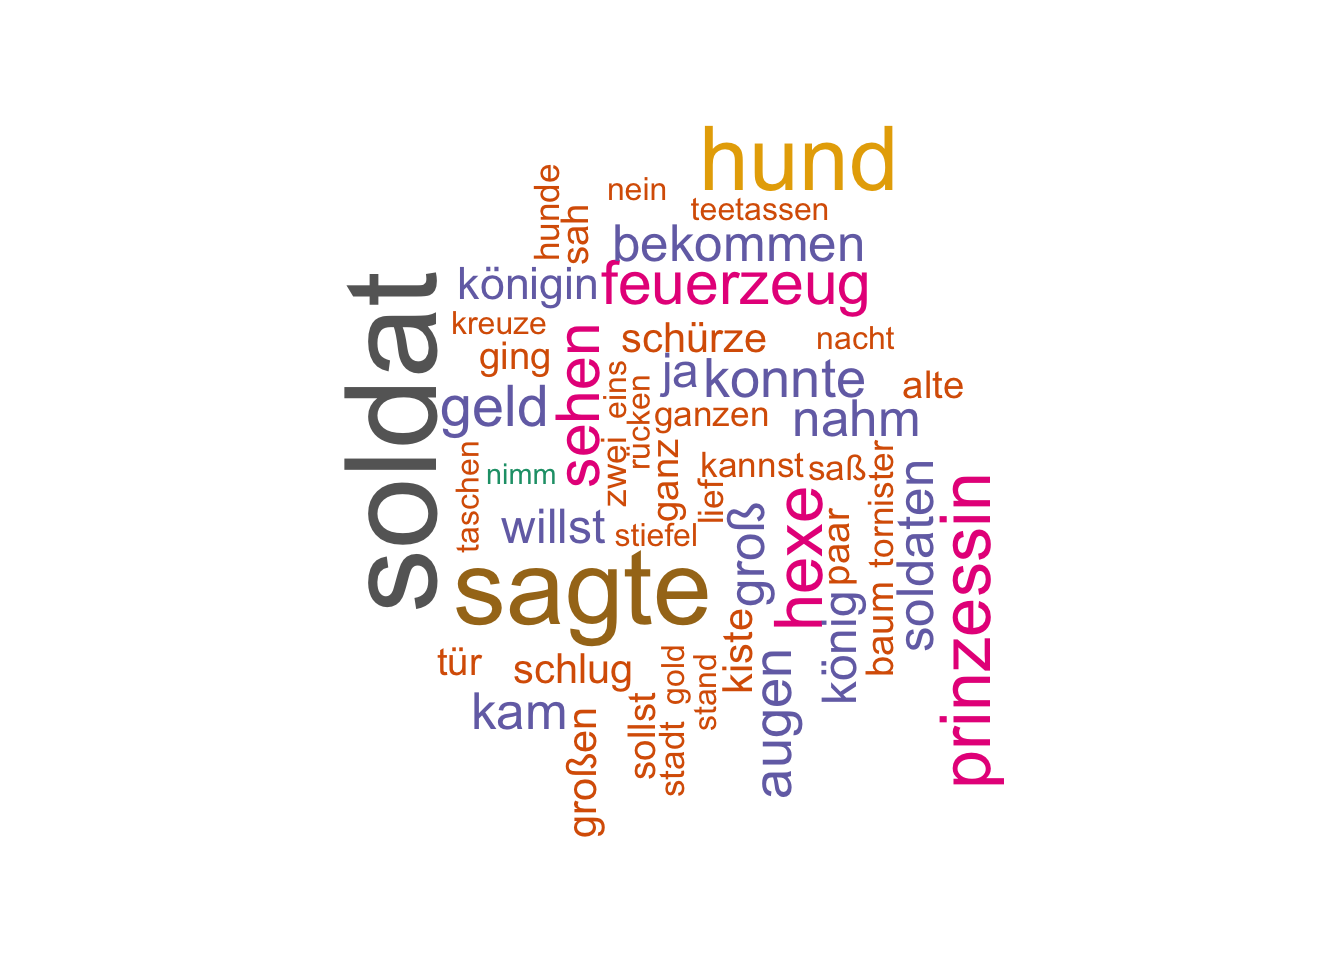 hund
hunde
nein
sah
teetassen
bekommen
königin
feuerzeug
soldat
kreuze
schürze
nacht
ging
sehen
eins
ja
konnte
alte
geld
rücken
ganzen
nahm
zwei
ganz
kannst
saß
tornister
taschen
nimm
lief
soldaten
prinzessin
willst
stiefel
groß
hexe
paar
sagte
könig
baum
kiste
tür
schlug
gold
stand
augen
kam
sollst
stadt
großen